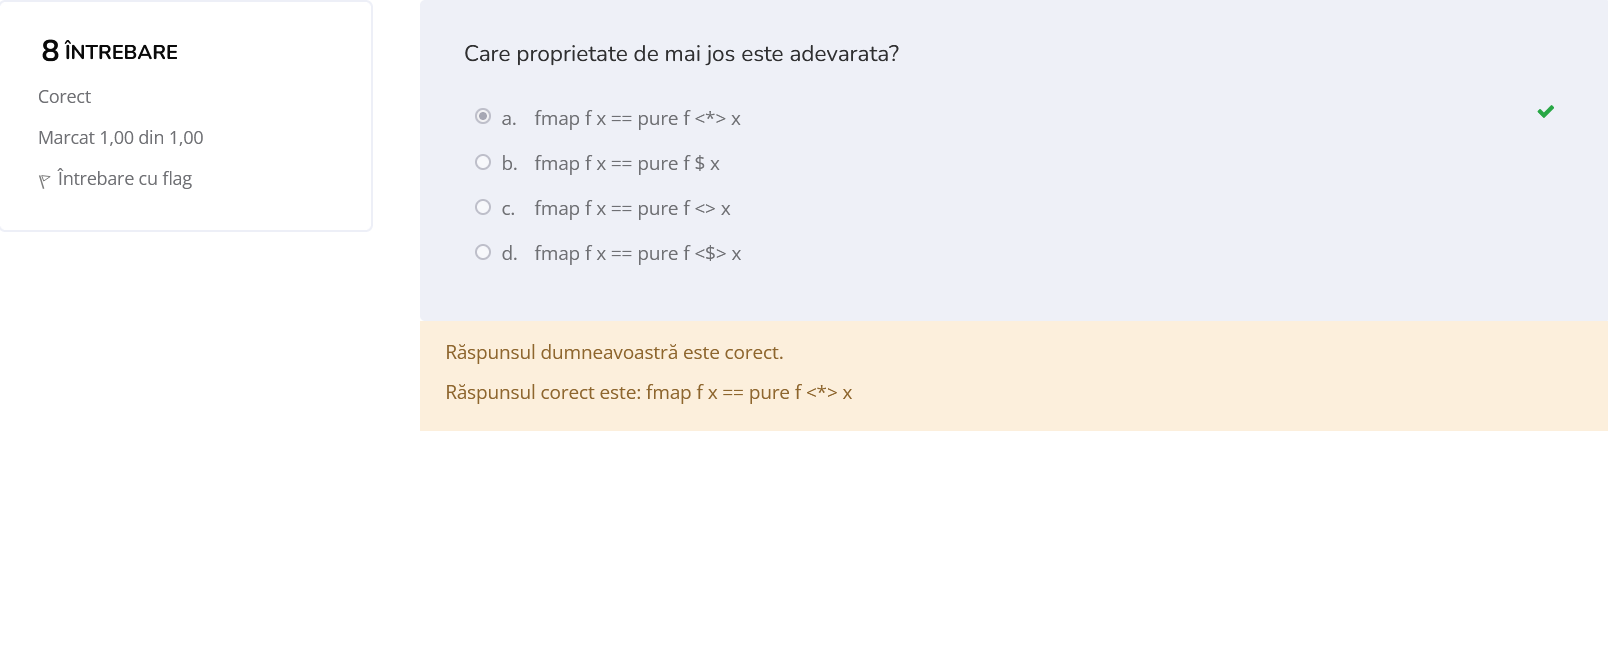 8 ÎNTREBARE
Corect
Marcat 1,00 din 1,00
Întrebare cu flag
Care proprietate de mai jos este adevarata?
a. fmap f x == pure f <*> x
b. fmap f x == pure f $ x
c. fmap f x == pure f <> x
d. fmap f x == pure f <$> x
Răspunsul dumneavoastră este corect.
Răspunsul corect este: fmap f x == pure f <*> x